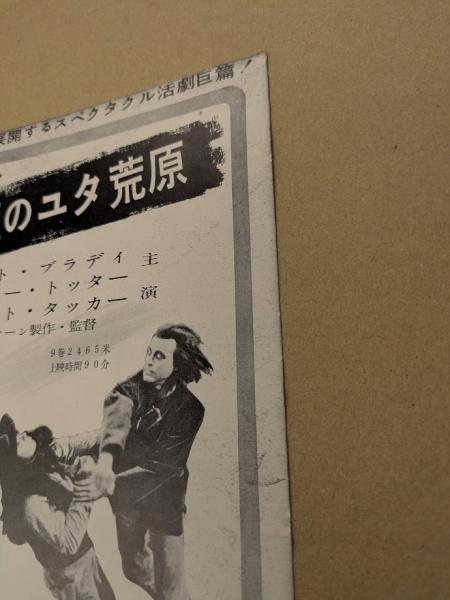 展開するスペクタクル活劇巨篇!
のユタ荒原
ト・ブラデイ 主
ー・トッター
ト・タッカー 演
ーン製作・監督
9巻2465米
上映時間90分